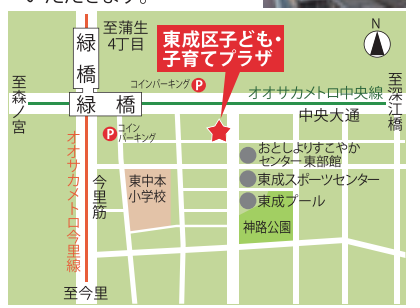 いただきます。
至蒲生
4丁目
東成区子ども・
子育てプラザ
N
緑橋
コインパーキング P
オオサカメトロ中央線
至森ノ宮
緑橋
中央大通
至深江橋
P コイン
パーキング
おとしよりすこやか
センター東部館
東成スポーツセンター
東成プール
オオサカメトロ今里線
今里筋
東中本
小学校
神路公園
至今里